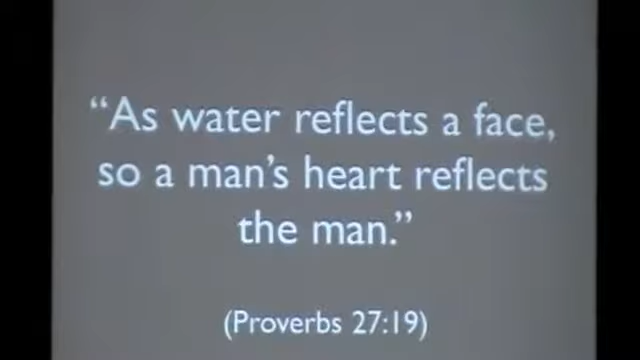 “As water reflects a face,
so a man’s heart reflects
the man.”
(Proverbs 27:19)